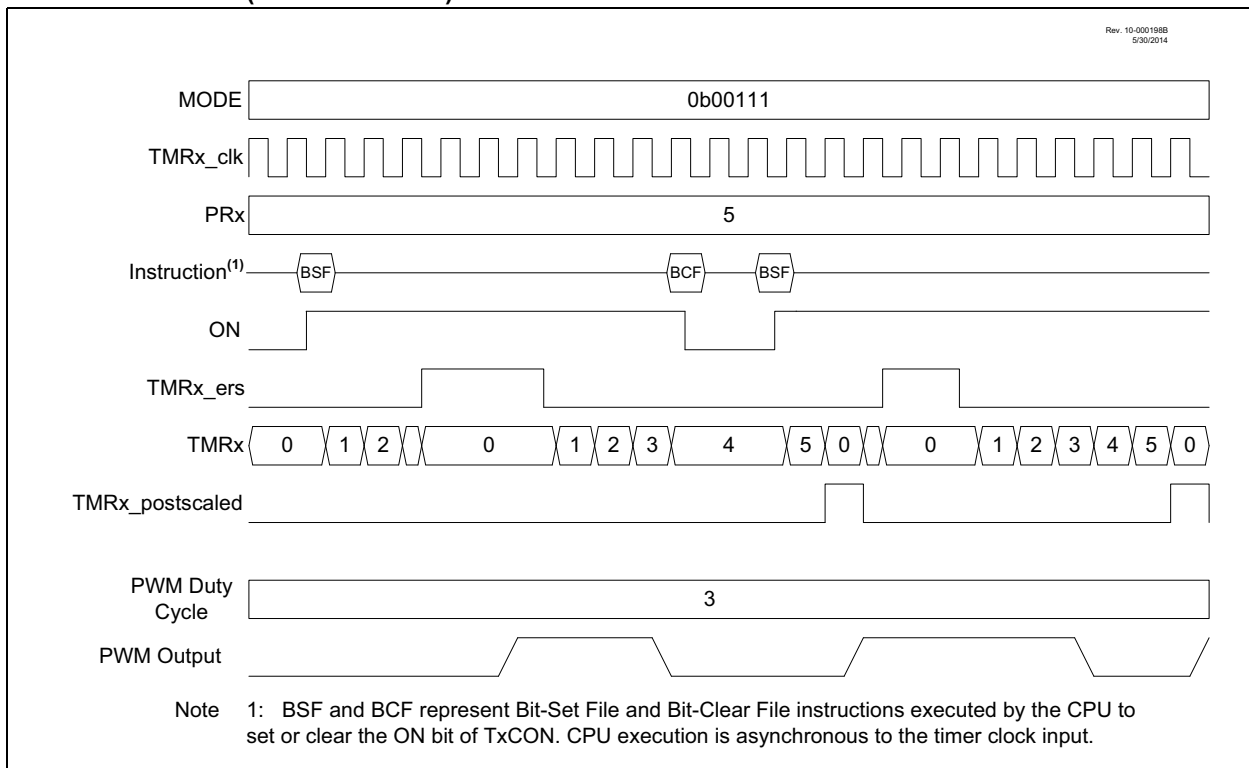 Rev. 10-000198B
5/30/2014
MODE 0b00111
TMRx_clk
PRx 5
Instruction(1) BSF BCF BSF
ON
TMRx_ers
TMRx 0 1 2 0 1 2 3 4 5 0 0 1 2 3 4 5 0
TMRx_postscaled
PWM Duty
Cycle 3
PWM Output
Note 1: BSF and BCF represent Bit-Set File and Bit-Clear File instructions executed by the CPU to
set or clear the ON bit of TxCON. CPU execution is asynchronous to the timer clock input.